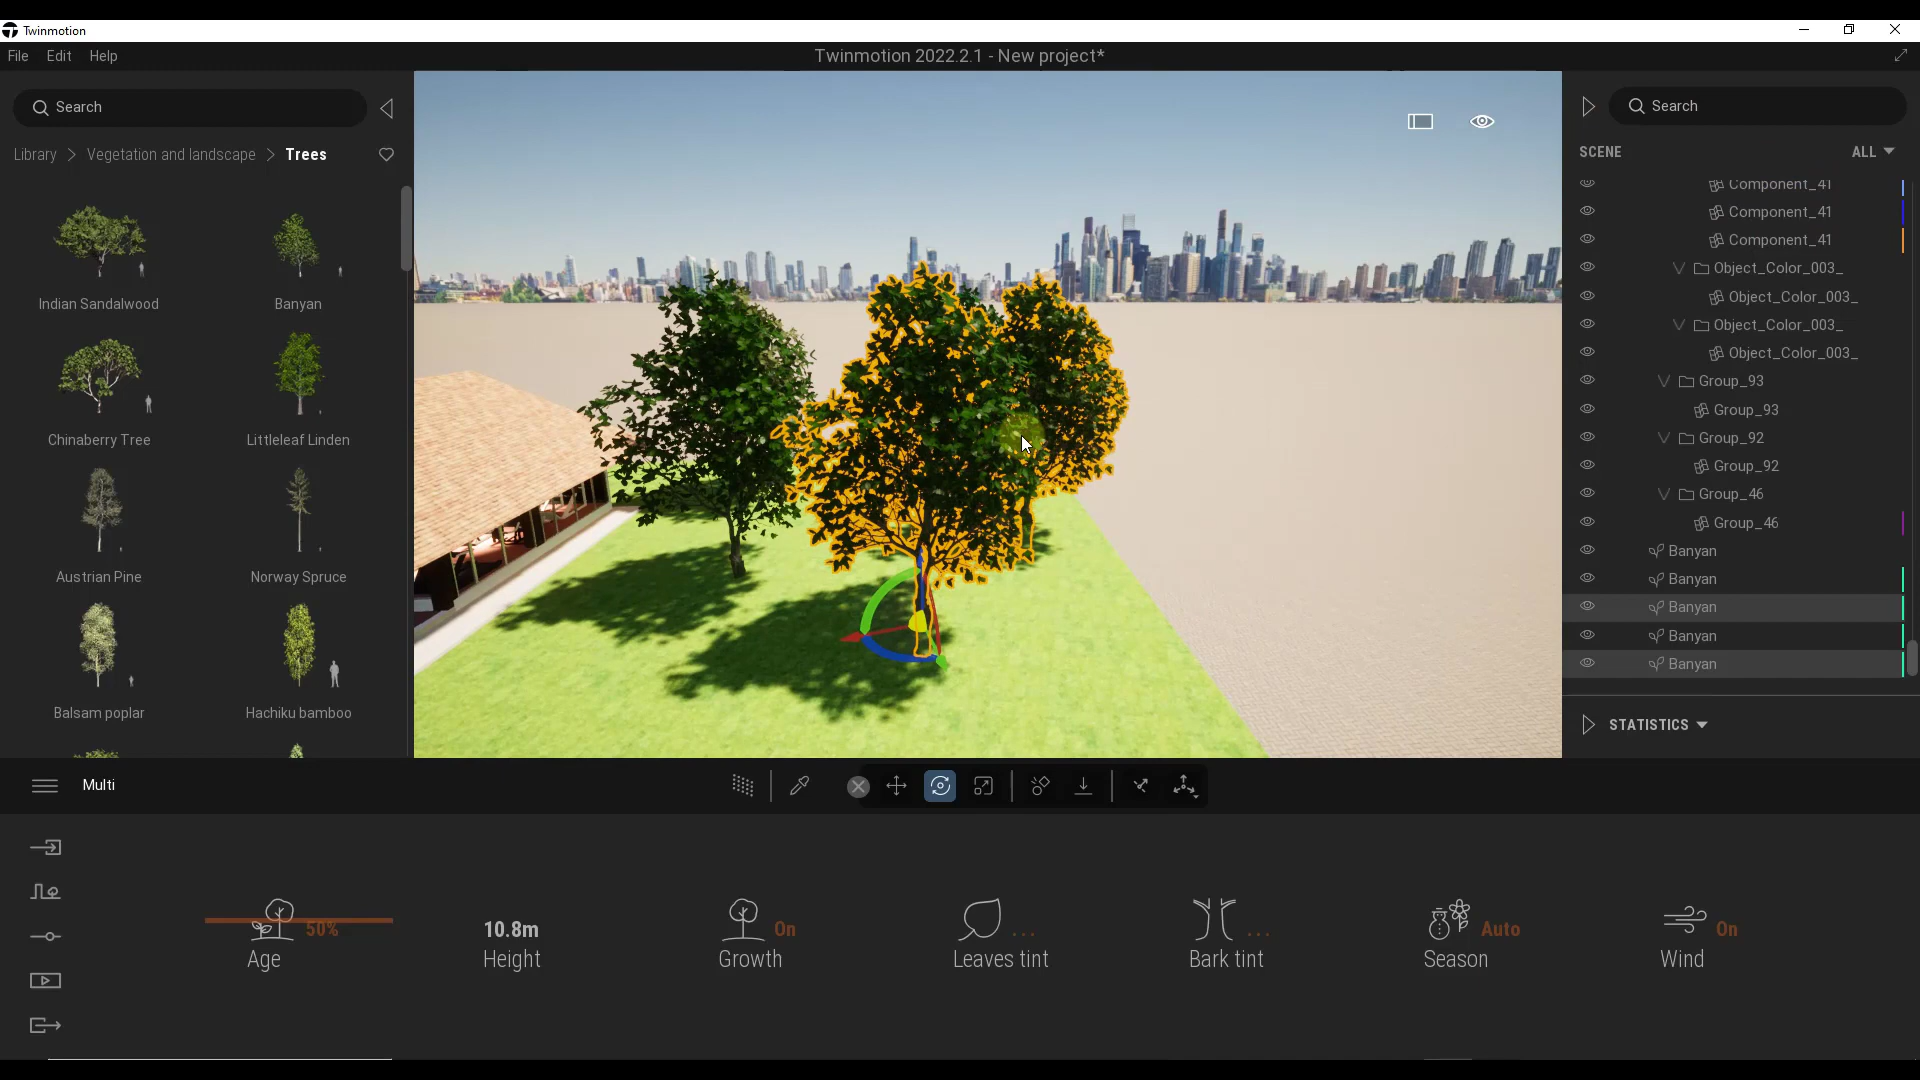 Twinmotion
File Edit Help
Twinmotion 2022.2.1 - New project*
Search
Library > Vegetation and landscape > Trees
Indian Sandalwood
Banyan
Chinaberry Tree
Littleleaf Linden
Austrian Pine
Norway Spruce
Balsam poplar
Hachiku bamboo
Search
SCENE
ALL
Component_41
Component_41
Component_41
Object_Color_003_
Object_Color_003_
Object_Color_003_
Object_Color_003_
Group_93
Group_93
Group_92
Group_92
Group_46
Group_46
Banyan
Banyan
Banyan
Banyan
Banyan
STATISTICS
Multi
50%
Age
10.8m
Height
On
Growth
...
Leaves tint
...
Bark tint
Auto
Season
On
Wind